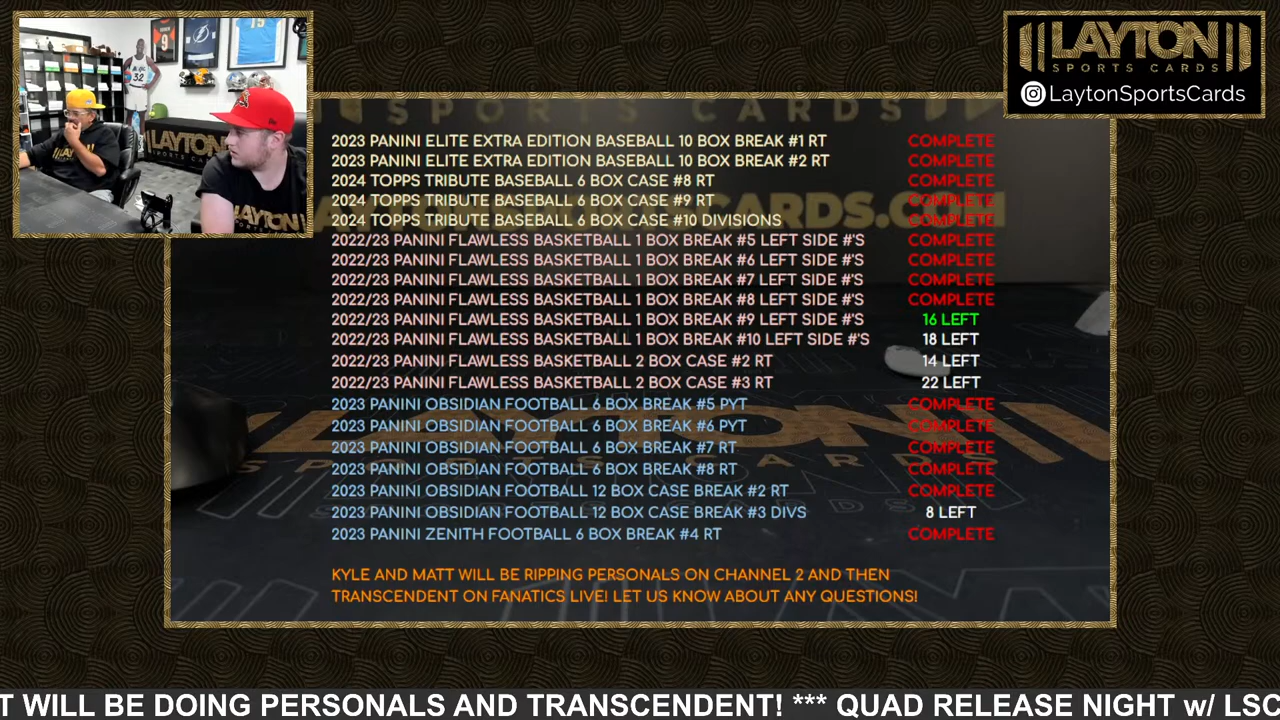 LAYTON
SPORTS CARDS
LaytonSportsCards
9
15
32
LAYTON
SPORTS CARDS
2023 PANINI ELITE EXTRA EDITION BASEBALL 10 BOX BREAK #1 RT COMPLETE
2023 PANINI ELITE EXTRA EDITION BASEBALL 10 BOX BREAK #2 RT COMPLETE
2024 TOPPS TRIBUTE BASEBALL 6 BOX CASE #8 RT COMPLETE
2024 TOPPS TRIBUTE BASEBALL 6 BOX CASE #9 RT COMPLETE
2024 TOPPS TRIBUTE BASEBALL 6 BOX CASE #10 DIVISIONS COMPLETE
2022/23 PANINI FLAWLESS BASKETBALL 1 BOX BREAK #5 LEFT SIDE #'S COMPLETE
2022/23 PANINI FLAWLESS BASKETBALL 1 BOX BREAK #6 LEFT SIDE #'S COMPLETE
2022/23 PANINI FLAWLESS BASKETBALL 1 BOX BREAK #7 LEFT SIDE #'S COMPLETE
2022/23 PANINI FLAWLESS BASKETBALL 1 BOX BREAK #8 LEFT SIDE #'S COMPLETE
2022/23 PANINI FLAWLESS BASKETBALL 1 BOX BREAK #9 LEFT SIDE #'S 16 LEFT
2022/23 PANINI FLAWLESS BASKETBALL 1 BOX BREAK #10 LEFT SIDE #'S 18 LEFT
2022/23 PANINI FLAWLESS BASKETBALL 2 BOX CASE #2 RT 14 LEFT
2022/23 PANINI FLAWLESS BASKETBALL 2 BOX CASE #3 RT 22 LEFT
2023 PANINI OBSIDIAN FOOTBALL 6 BOX BREAK #5 PYT COMPLETE
2023 PANINI OBSIDIAN FOOTBALL 6 BOX BREAK #6 PYT COMPLETE
2023 PANINI OBSIDIAN FOOTBALL 6 BOX BREAK #7 RT COMPLETE
2023 PANINI OBSIDIAN FOOTBALL 6 BOX BREAK #8 RT COMPLETE
2023 PANINI OBSIDIAN FOOTBALL 12 BOX CASE BREAK #2 RT COMPLETE
2023 PANINI OBSIDIAN FOOTBALL 12 BOX CASE BREAK #3 DIVS 8 LEFT
2023 PANINI ZENITH FOOTBALL 6 BOX BREAK #4 RT COMPLETE
KYLE AND MATT WILL BE RIPPING PERSONALS ON CHANNEL 2 AND THEN
TRANSCENDENT ON FANATICS LIVE! LET US KNOW ABOUT ANY QUESTIONS!
T WILL BE DOING PERSONALS AND TRANSCENDENT! *** QUAD RELEASE NIGHT w/ LSC